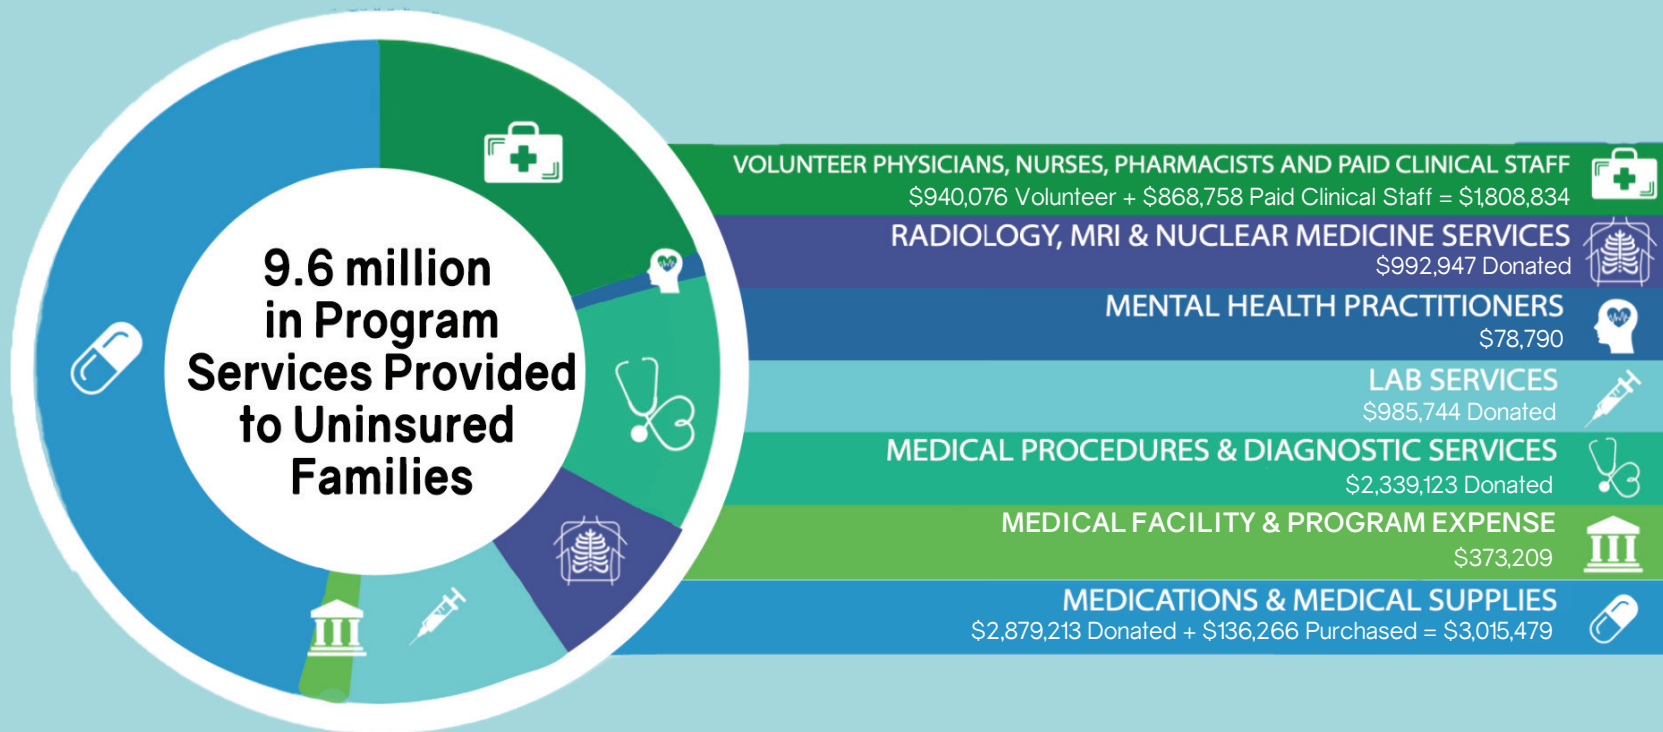 9.6 million
in Program
Services Provided
to Uninsured
Families
VOLUNTEER PHYSICIANS, NURSES, PHARMACISTS AND PAID CLINICAL STAFF
$940,076 Volunteer + $868,758 Paid Clinical Staff = $1,808,834
RADIOLOGY, MRI & NUCLEAR MEDICINE SERVICES
$992,947 Donated
MENTAL HEALTH PRACTITIONERS
$78,790
LAB SERVICES
$985,744 Donated
MEDICAL PROCEDURES & DIAGNOSTIC SERVICES
$2,339,123 Donated
MEDICAL FACILITY & PROGRAM EXPENSE
$373,209
MEDICATIONS & MEDICAL SUPPLIES
$2,879,213 Donated + $136,266 Purchased = $3,015,479